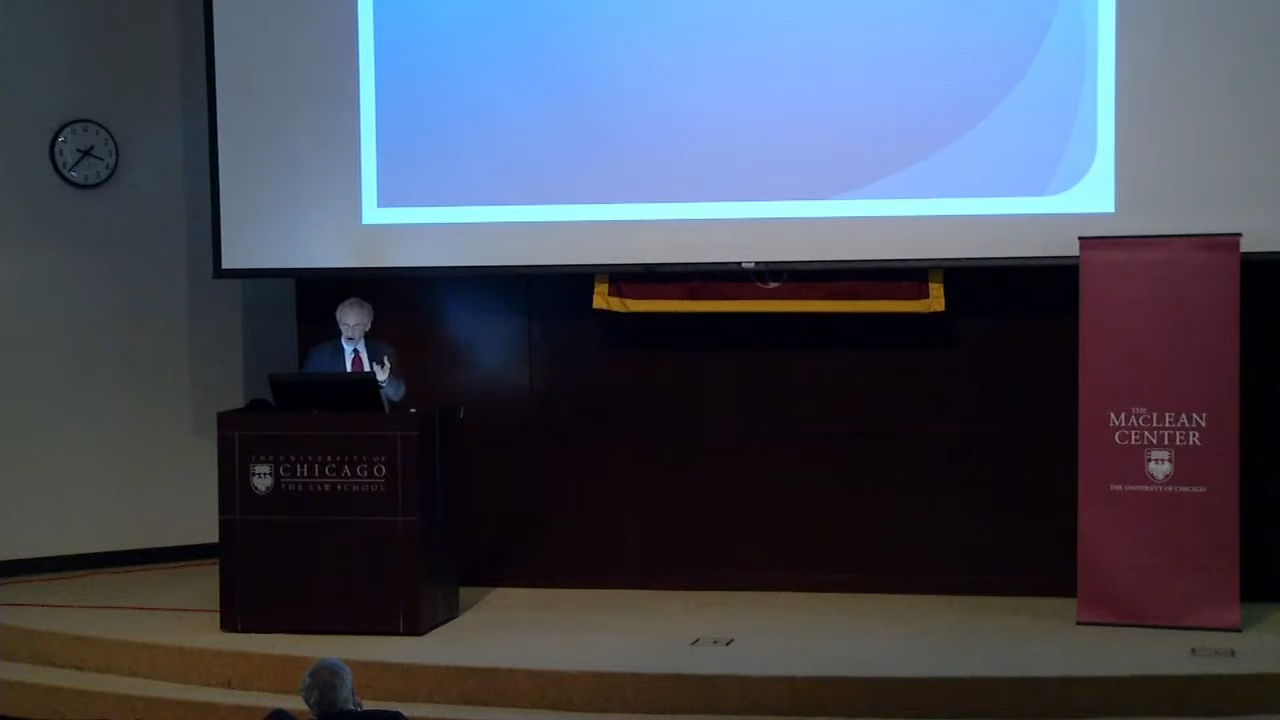 THE UNIVERSITY OF
CHICAGO
THE LAW SCHOOL
THE
MACLEAN
CENTER
THE UNIVERSITY OF CHICAGO